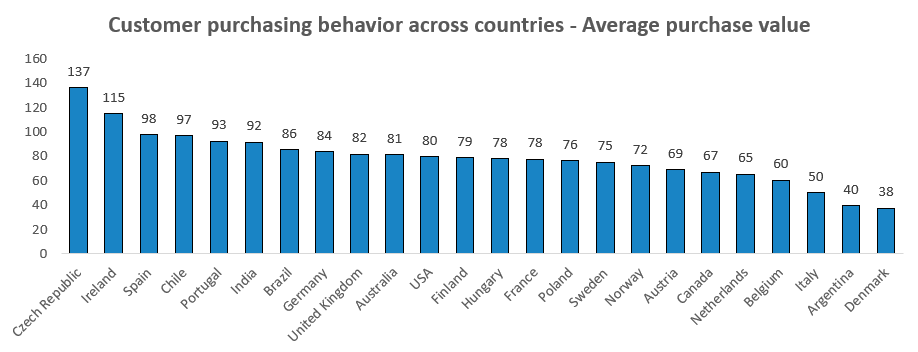 Customer purchasing behavior across countries - Average purchase value
160
140
120
100
80
60
40
20
0
137
115
98
97
93
92
86
84
82
81
80
79
78
78
76
75
72
69
67
65
60
50
40
38
Czech Republic
Ireland
Spain
Chile
Portugal
India
Brazil
Germany
United Kingdom
Australia
USA
Finland
Hungary
France
Poland
Sweden
Norway
Austria
Canada
Netherlands
Belgium
Italy
Argentina
Denmark